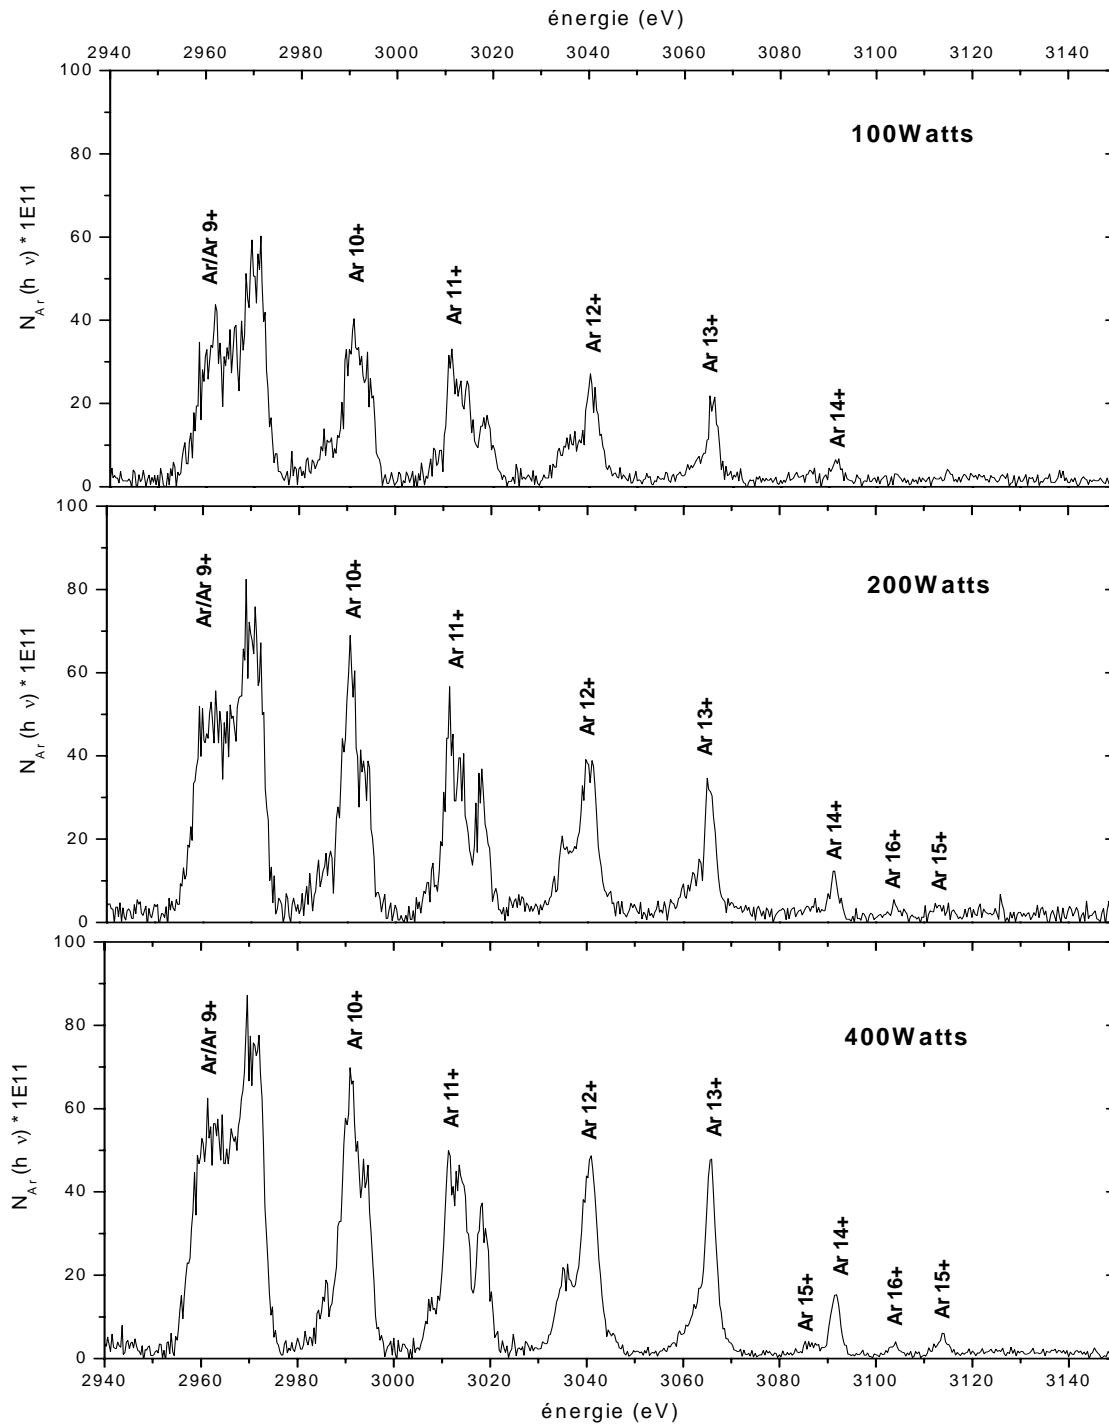 énergie (eV)
2940 2960 2980 3000 3020 3040 3060 3080 3100 3120 3140
100
80
60
40
20
0
N Ar (h ν) * 1E11
100Watts
Ar/Ar 9+
Ar 10+
Ar 11+
Ar 12+
Ar 13+
Ar 14+
100
80
60
40
20
0
N Ar (h ν) * 1E11
200Watts
Ar/Ar 9+
Ar 10+
Ar 11+
Ar 12+
Ar 13+
Ar 14+
Ar 16+
Ar 15+
100
80
60
40
20
0
N Ar (h ν) * 1E11
400Watts
Ar/Ar 9+
Ar 10+
Ar 11+
Ar 12+
Ar 13+
Ar 15+
Ar 14+
Ar 16+
Ar 15+
2940 2960 2980 3000 3020 3040 3060 3080 3100 3120 3140
énergie (eV)